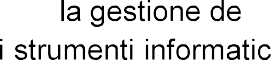 la gestione de
i strumenti informatic